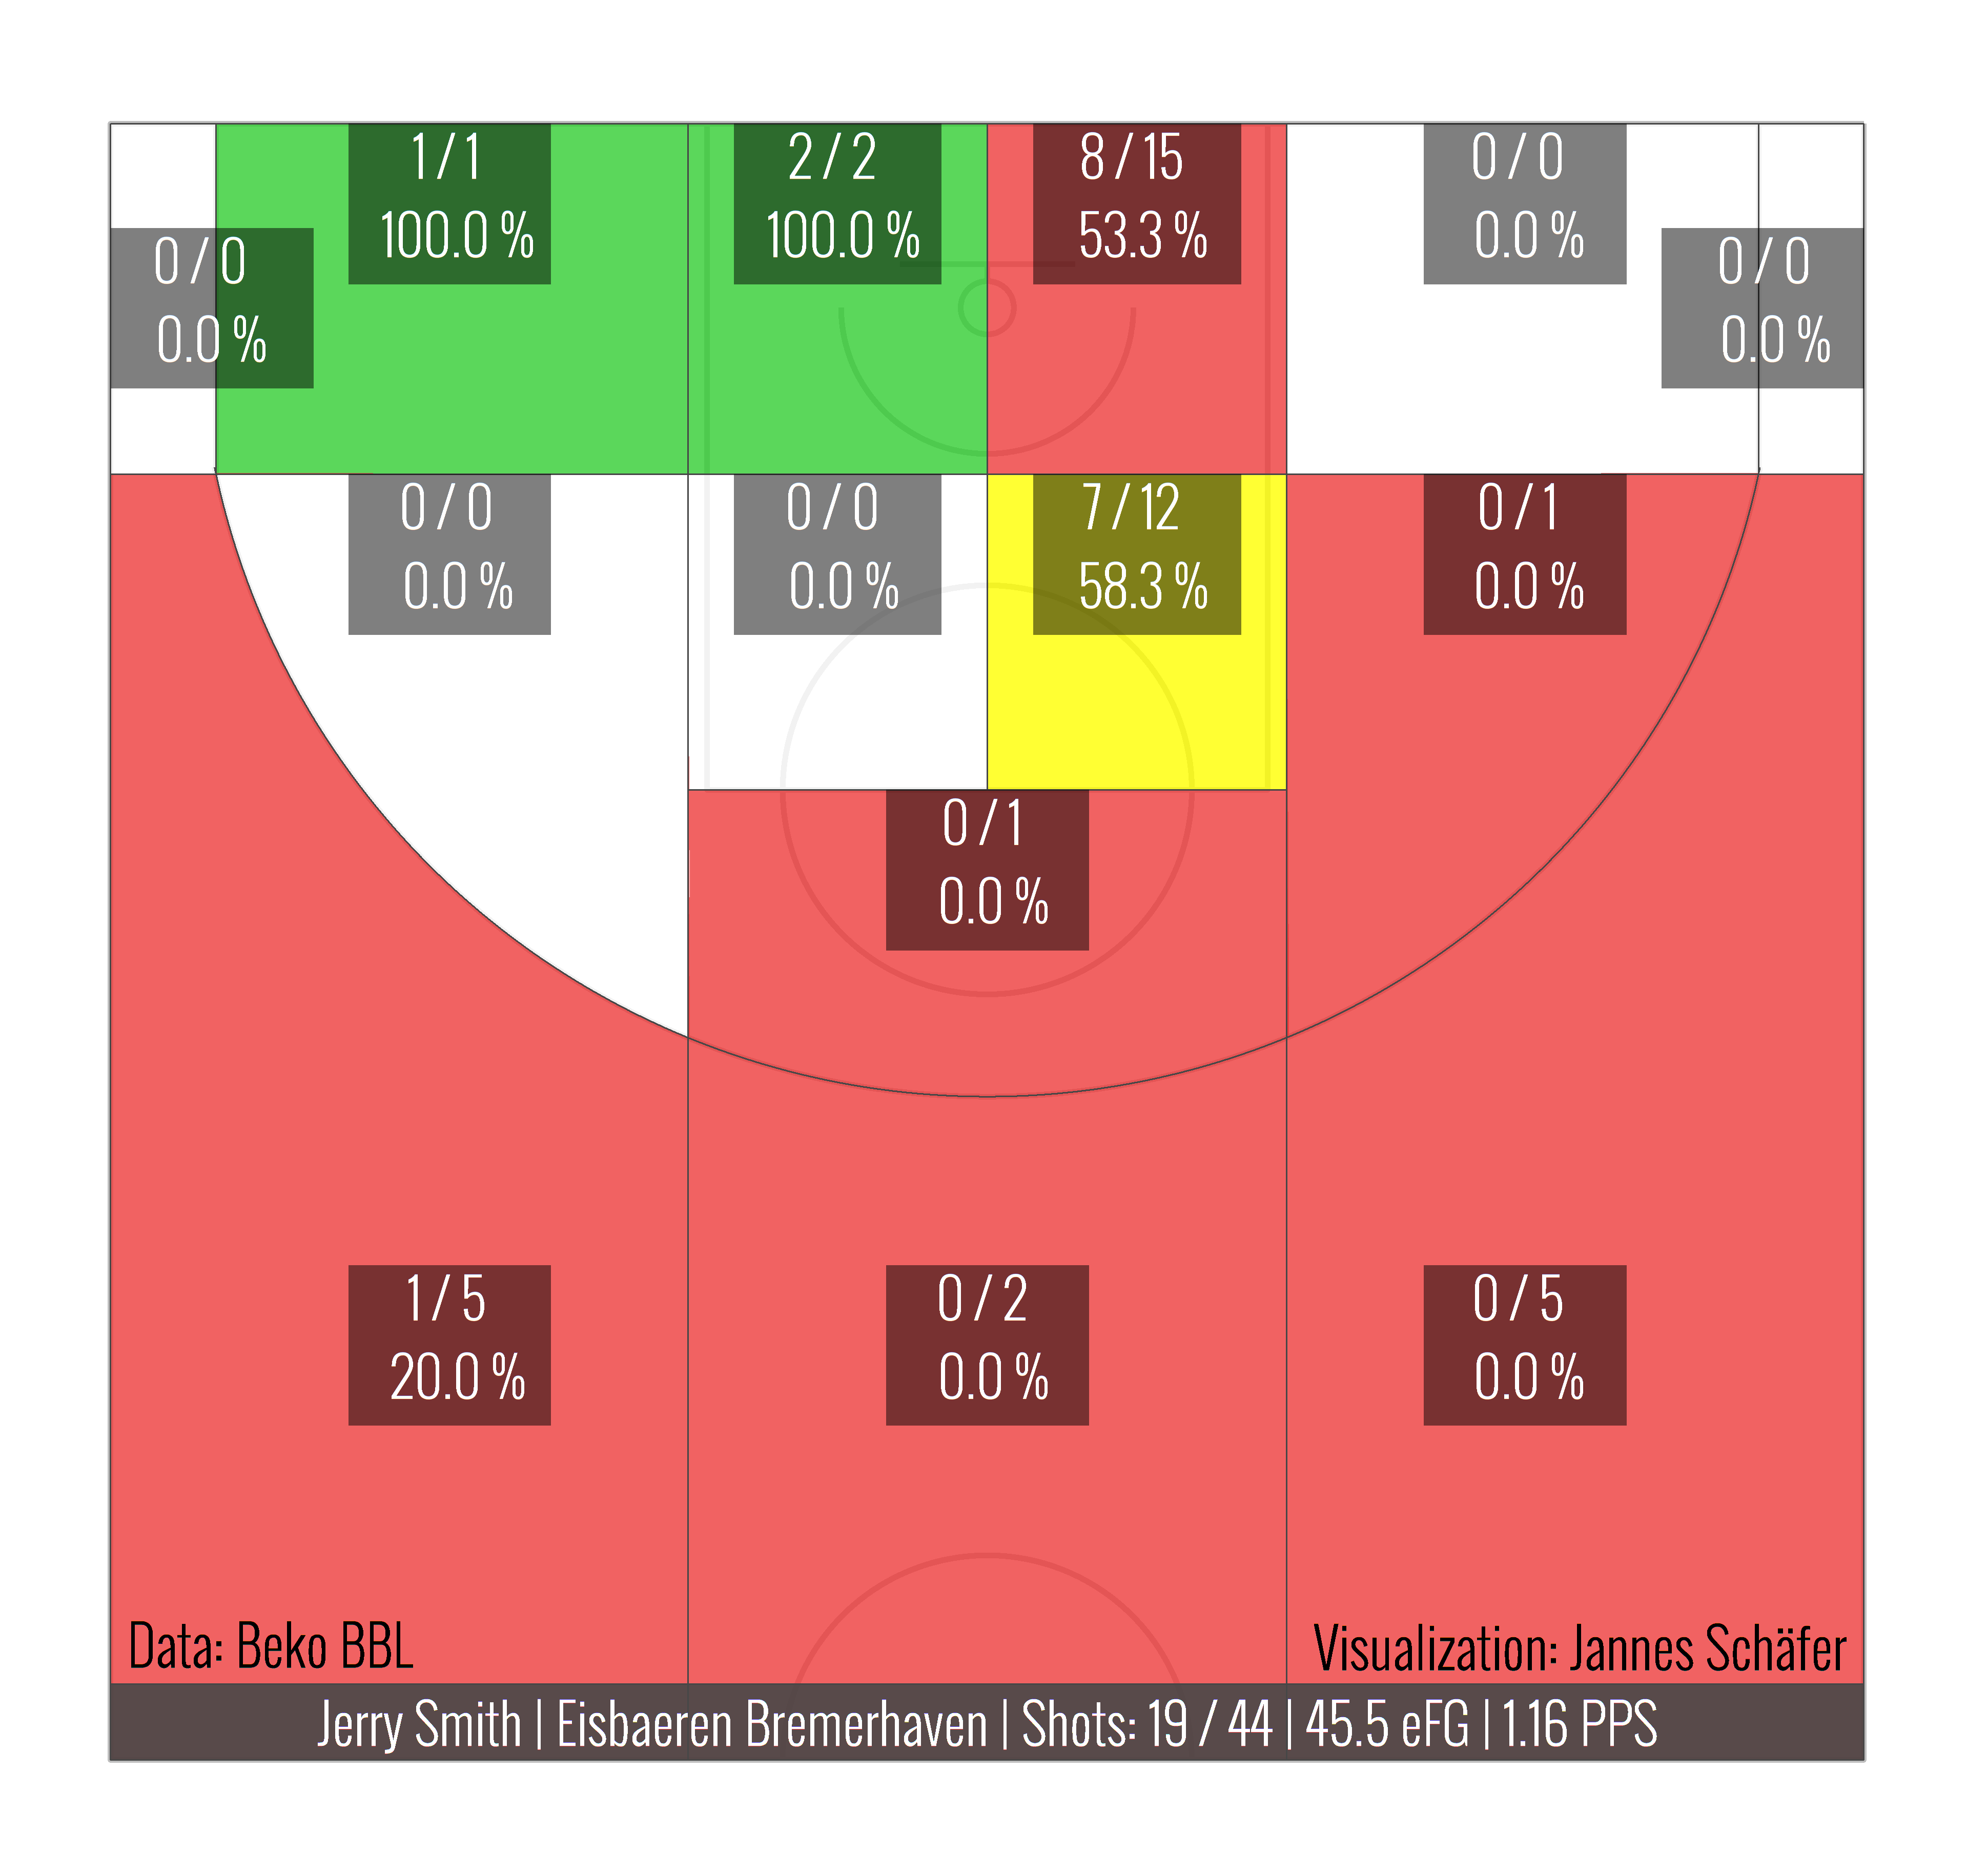 1 / 1
100.0 %
2 / 2
100.0 %
8 / 15
53.3 %
0 / 0
0.0 %
0 / 0
0.0 %
0 / 0
0.0 %
0 / 0
0.0 %
0 / 0
0.0 %
7 / 12
58.3 %
0 / 1
0.0 %
0 / 1
0.0 %
1 / 5
20.0 %
0 / 2
0.0 %
0 / 5
0.0 %
Data: Beko BBL
Visualization: Jannes Schäfer
Jerry Smith | Eisbaeren Bremerhaven | Shots: 19 / 44 | 45.5 eFG | 1.16 PPS